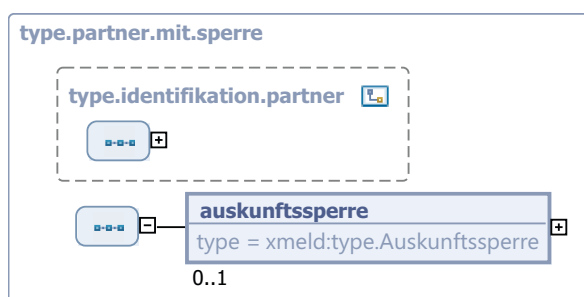 type.partner.mit.sperre
type.identifikation.partner
auskunftssperre
type = xmeld:type.Auskunftssperre
0..1